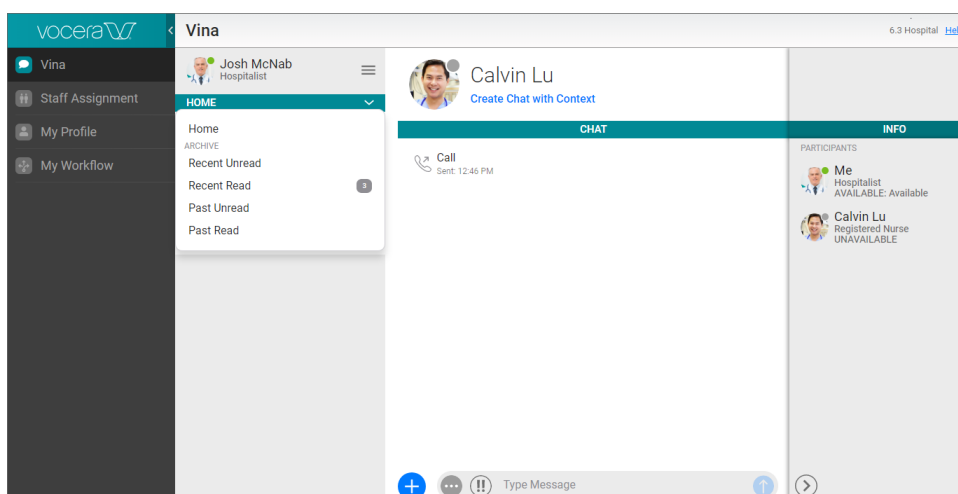 vocera
Vina
6.3 Hospital
Vina
Staff Assignment
My Profile
My Workflow
Josh McNab
Hospitalist
HOME
Home
ARCHIVE
Recent Unread
Recent Read 3
Past Unread
Past Read
Calvin Lu
Create Chat with Context
CHAT
Call
Sent: 12:46 PM
Type Message
INFO
PARTICIPANTS
Me
Hospitalist
AVAILABLE: Available
Calvin Lu
Registered Nurse
UNAVAILABLE